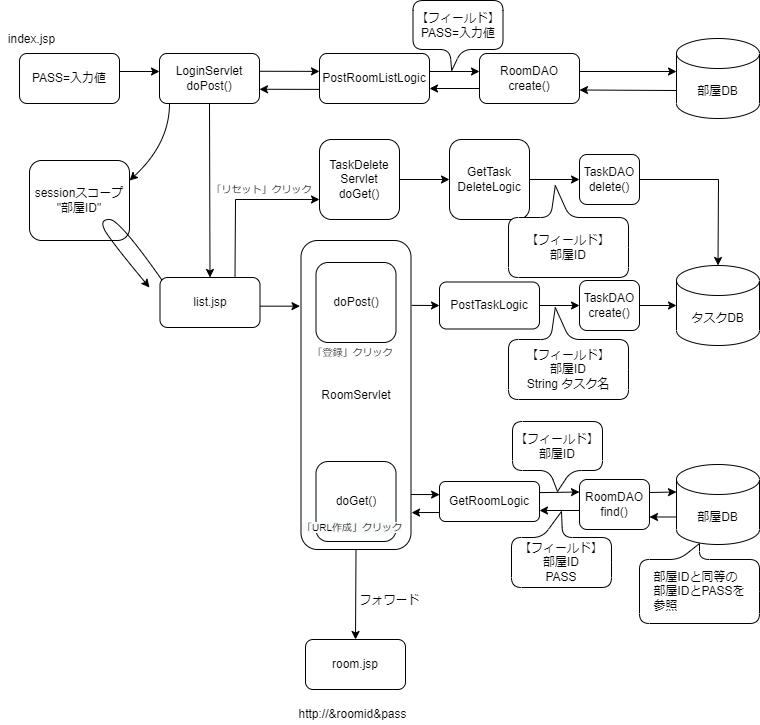 index.jsp
PASS=入力値
LoginServlet
doPost()
PostRoomListLogic
【フィールド】
PASS=入力値
RoomDAO
create()
部屋DB
sessionスコープ
"部屋ID"
「リセット」クリック
TaskDelete
Servlet
doGet()
GetTask
DeleteLogic
TaskDAO
delete()
【フィールド】
部屋ID
list.jsp
doPost()
「登録」クリック
RoomServlet
PostTaskLogic
TaskDAO
create()
タスクDB
【フィールド】
部屋ID
String タスク名
【フィールド】
部屋ID
doGet()
「URL作成」クリック
GetRoomLogic
RoomDAO
find()
部屋DB
【フィールド】
部屋ID
PASS
部屋IDと同等の
部屋IDとPASSを
参照
フォワード
room.jsp
http://&roomid&pass